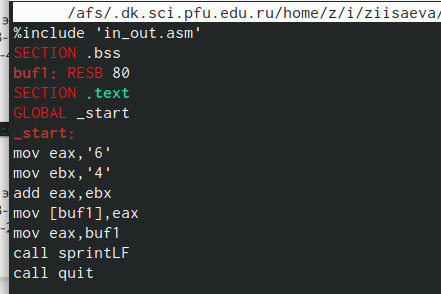 /afs/.dk.sci.pfu.edu.ru/home/z/i/ziisaeva/
%include 'in_out.asm'
SECTION .bss
buf1: RESB 80
SECTION .text
GLOBAL _start
_start:
mov eax,'6'
mov ebx,'4'
add eax,ebx
mov [buf1],eax
mov eax,buf1
call sprintLF
call quit